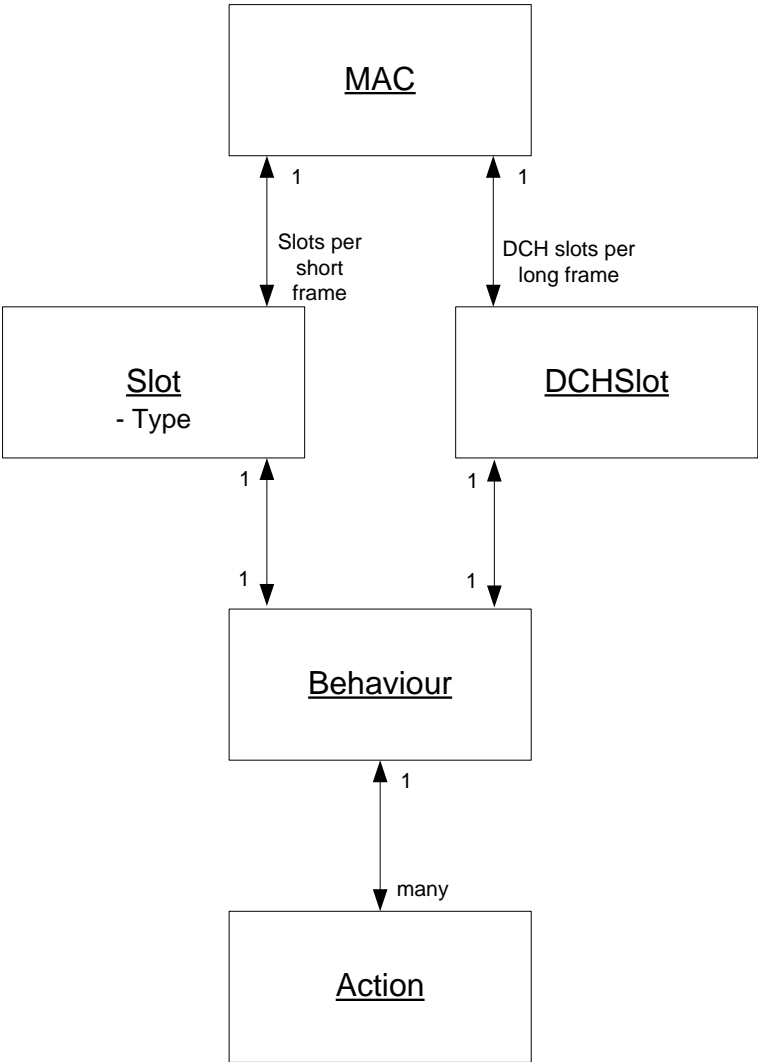 MAC
1
1
Slots per
short
frame
DCH slots per
long frame
Slot
- Type
DCHSlot
1
1
1
1
Behaviour
1
many
Action